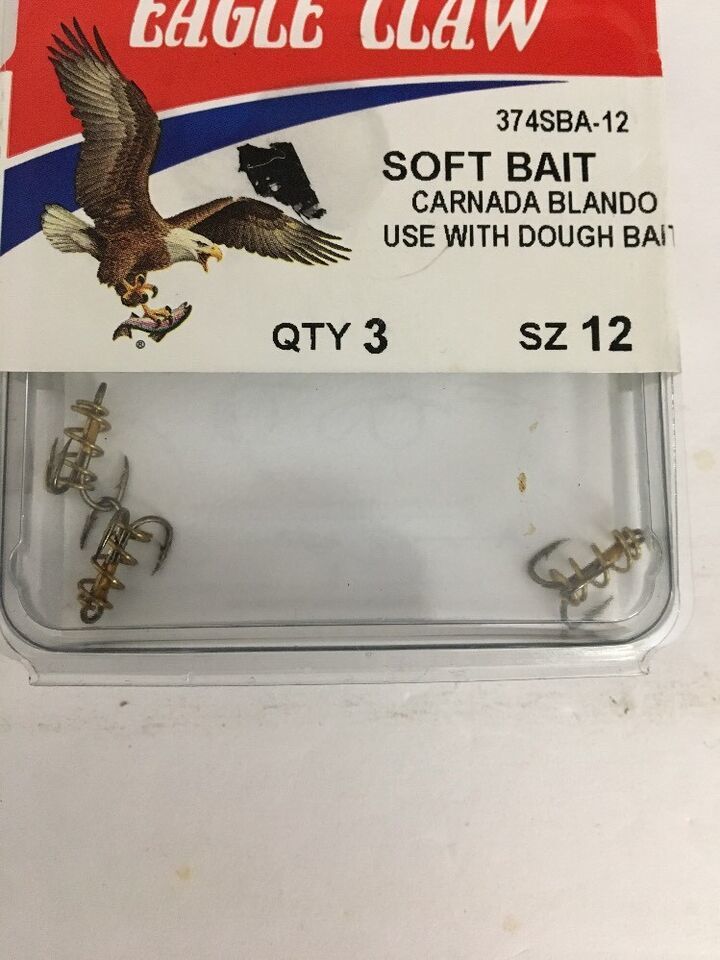 EAGLE CLAW
374SBA-12
SOFT BAIT
CARNADA BLANDO
USE WITH DOUGH BAIT
QTY 3
SZ 12
®